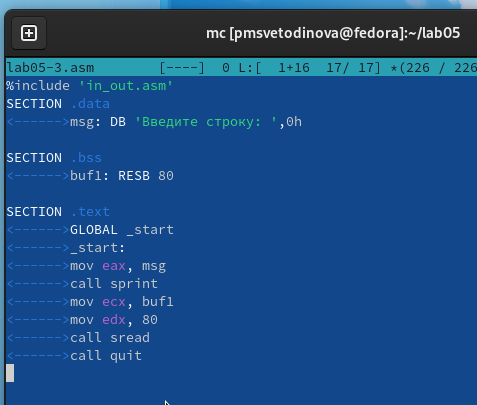 mc [pmsvetodinova@fedora]:~/lab05
lab05-3.asm [----] 0 L:[ 1+16 17/ 17] *(226 / 226
%include 'in_out.asm'
SECTION .data
<------>msg: DB 'Введите строку: ',0h
SECTION .bss
<------>buf1: RESB 80
SECTION .text
<------>GLOBAL _start
<------>_start:
<------>mov eax, msg
<------>call sprint
<------>mov ecx, buf1
<------>mov edx, 80
<------>call sread
<------>call quit